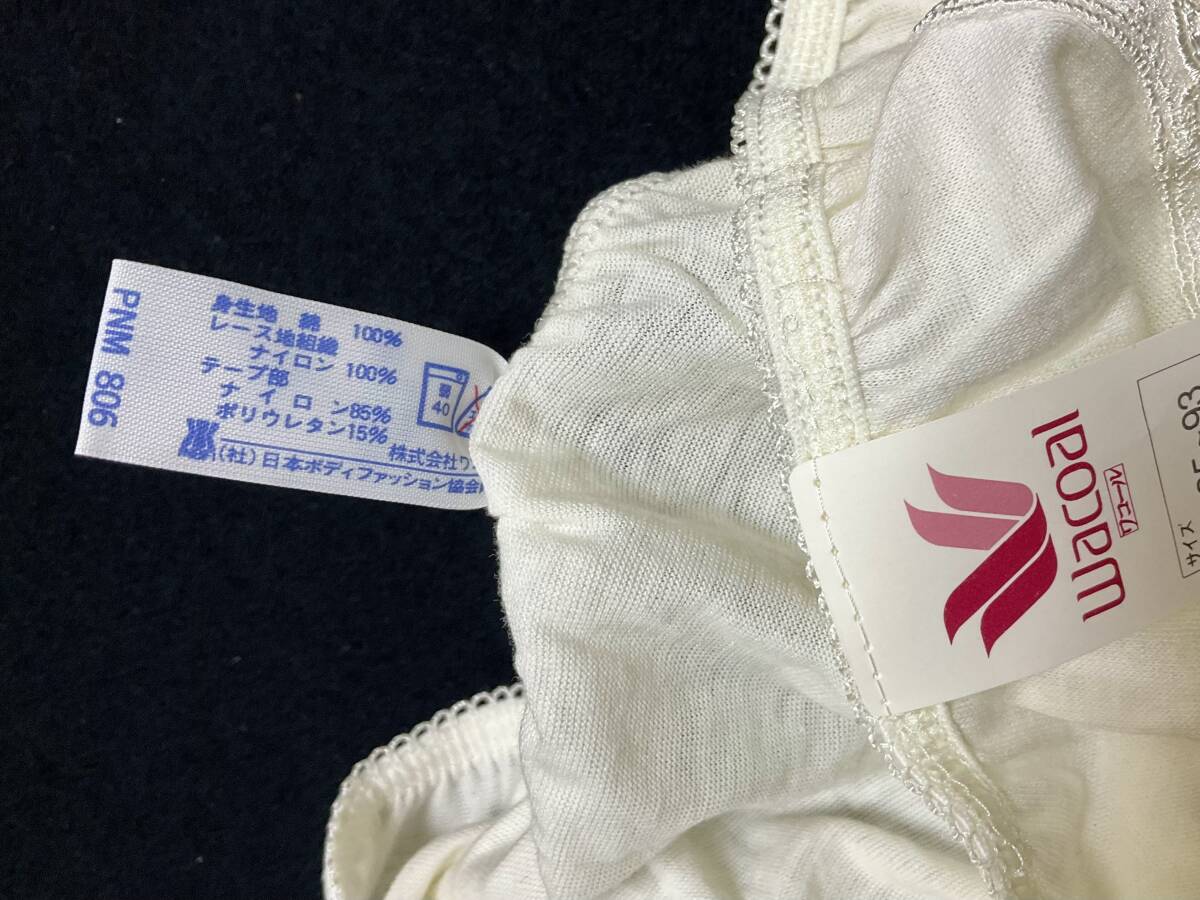 PNM 806
身生地 綿 100%
レース地組織
ナイロン 100%
テープ部
ナイロン85%
ポリウレタン15%
40
株式会社ワ
(社)日本ボディファッション協会
Wacoal
ワコール
サイズ